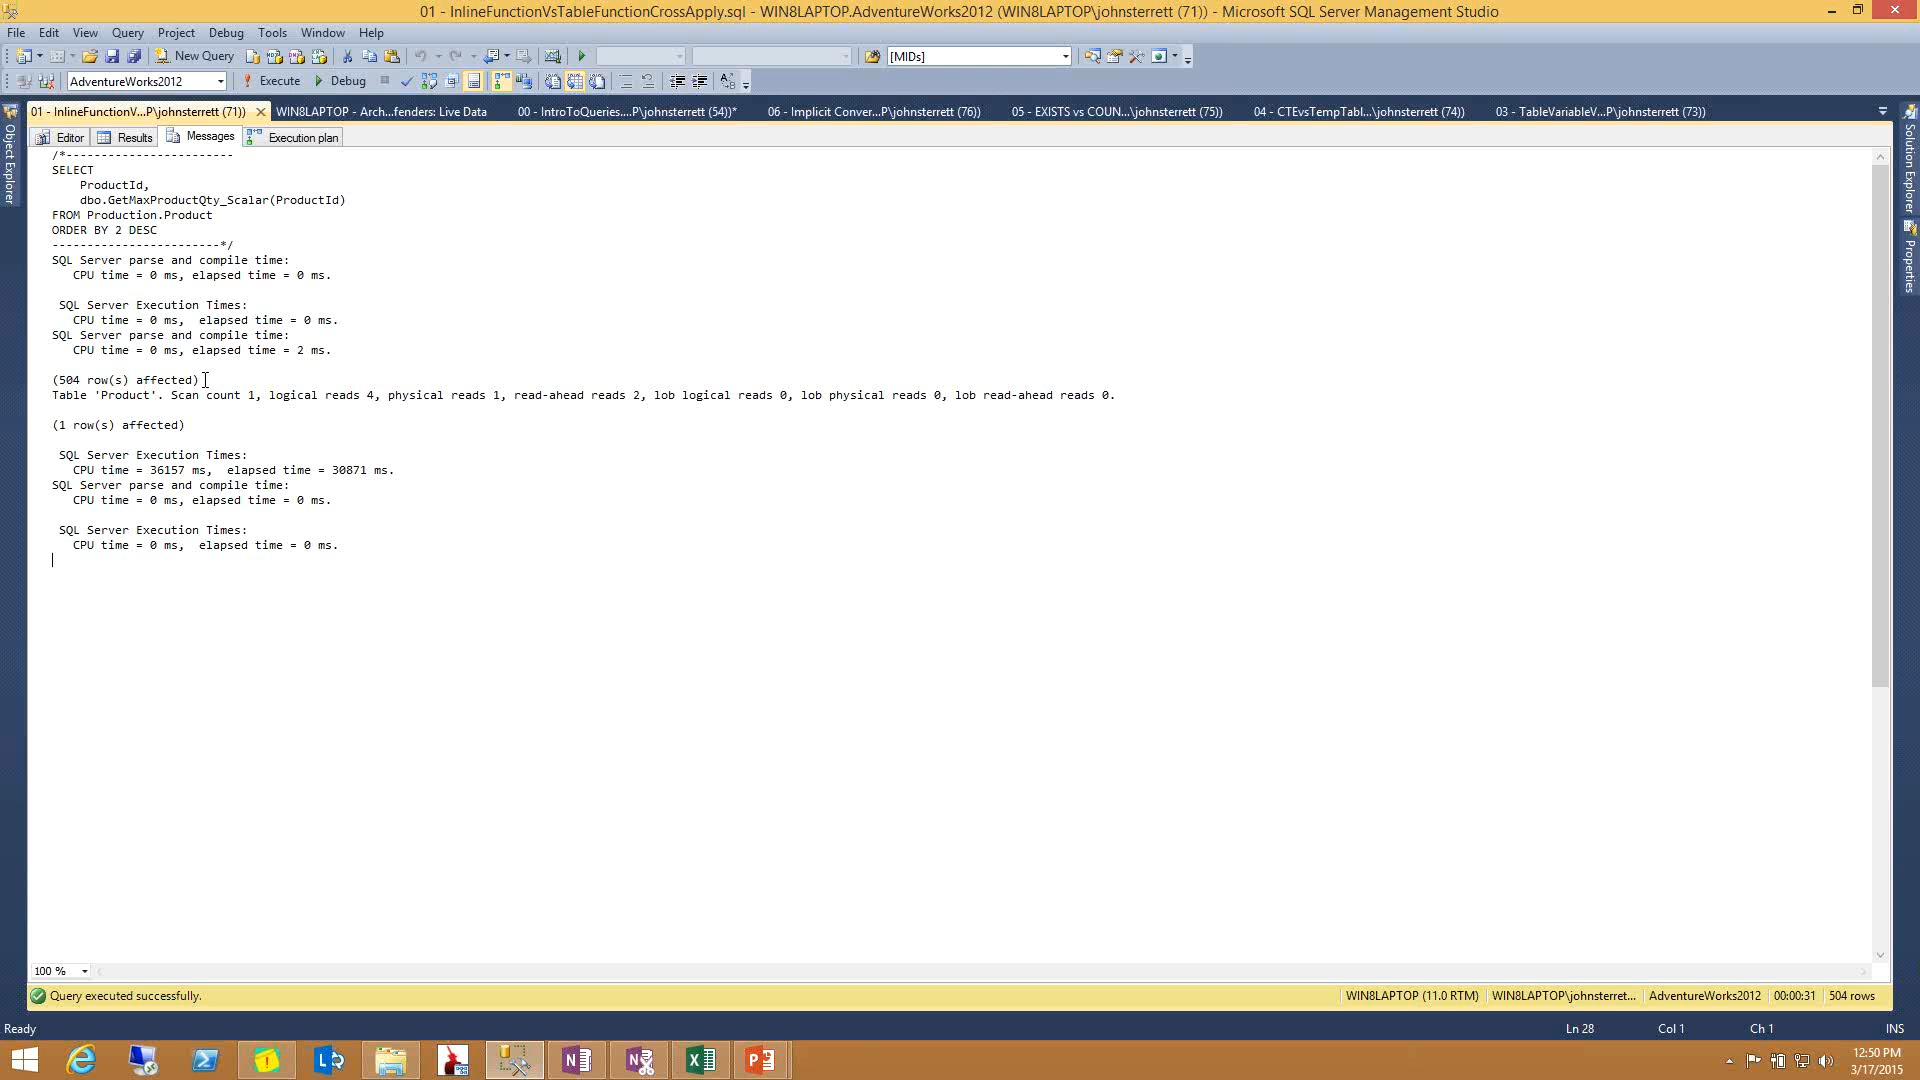 01 - InlineFunctionVsTableFunctionCrossApply.sql - WIN8LAPTOP.AdventureWorks2012 (WIN8LAPTOP\johnsterrett (71)) - Microsoft SQL Server Management Studio
File Edit View Query Project Debug Tools Window Help
New Query [MIDs]
AdventureWorks2012 Execute Debug
01 - InlineFunctionV...P\johnsterrett (71)) WIN8LAPTOP - Arch...fenders: Live Data 00 - IntroToQueries....P\johnsterrett (54))* 06 - Implicit Conver...P\johnsterrett (76)) 05 - EXISTS vs COUN...\johnsterrett (75)) 04 - CTEvsTempTabl...\johnsterrett (74)) 03 - TableVariableV...P\johnsterrett (73))
Editor Results Messages Execution plan
Object Explorer
Solution Explorer
Properties
/*------------------------
SELECT
ProductId,
dbo.GetMaxProductQty_Scalar(ProductId)
FROM Production.Product
ORDER BY 2 DESC
------------------------*/
SQL Server parse and compile time:
CPU time = 0 ms, elapsed time = 0 ms.
SQL Server Execution Times:
CPU time = 0 ms,  elapsed time = 0 ms.
SQL Server parse and compile time:
CPU time = 0 ms, elapsed time = 2 ms.
(504 row(s) affected)
Table 'Product'. Scan count 1, logical reads 4, physical reads 1, read-ahead reads 2, lob logical reads 0, lob physical reads 0, lob read-ahead reads 0.
(1 row(s) affected)
SQL Server Execution Times:
CPU time = 36157 ms,  elapsed time = 30871 ms.
SQL Server parse and compile time:
CPU time = 0 ms, elapsed time = 0 ms.
SQL Server Execution Times:
CPU time = 0 ms,  elapsed time = 0 ms.
100 %
Query executed successfully. WIN8LAPTOP (11.0 RTM) WIN8LAPTOP\johnsterret... AdventureWorks2012 00:00:31 504 rows
Ready Ln 28 Col 1 Ch 1 INS
12:50 PM
3/17/2015